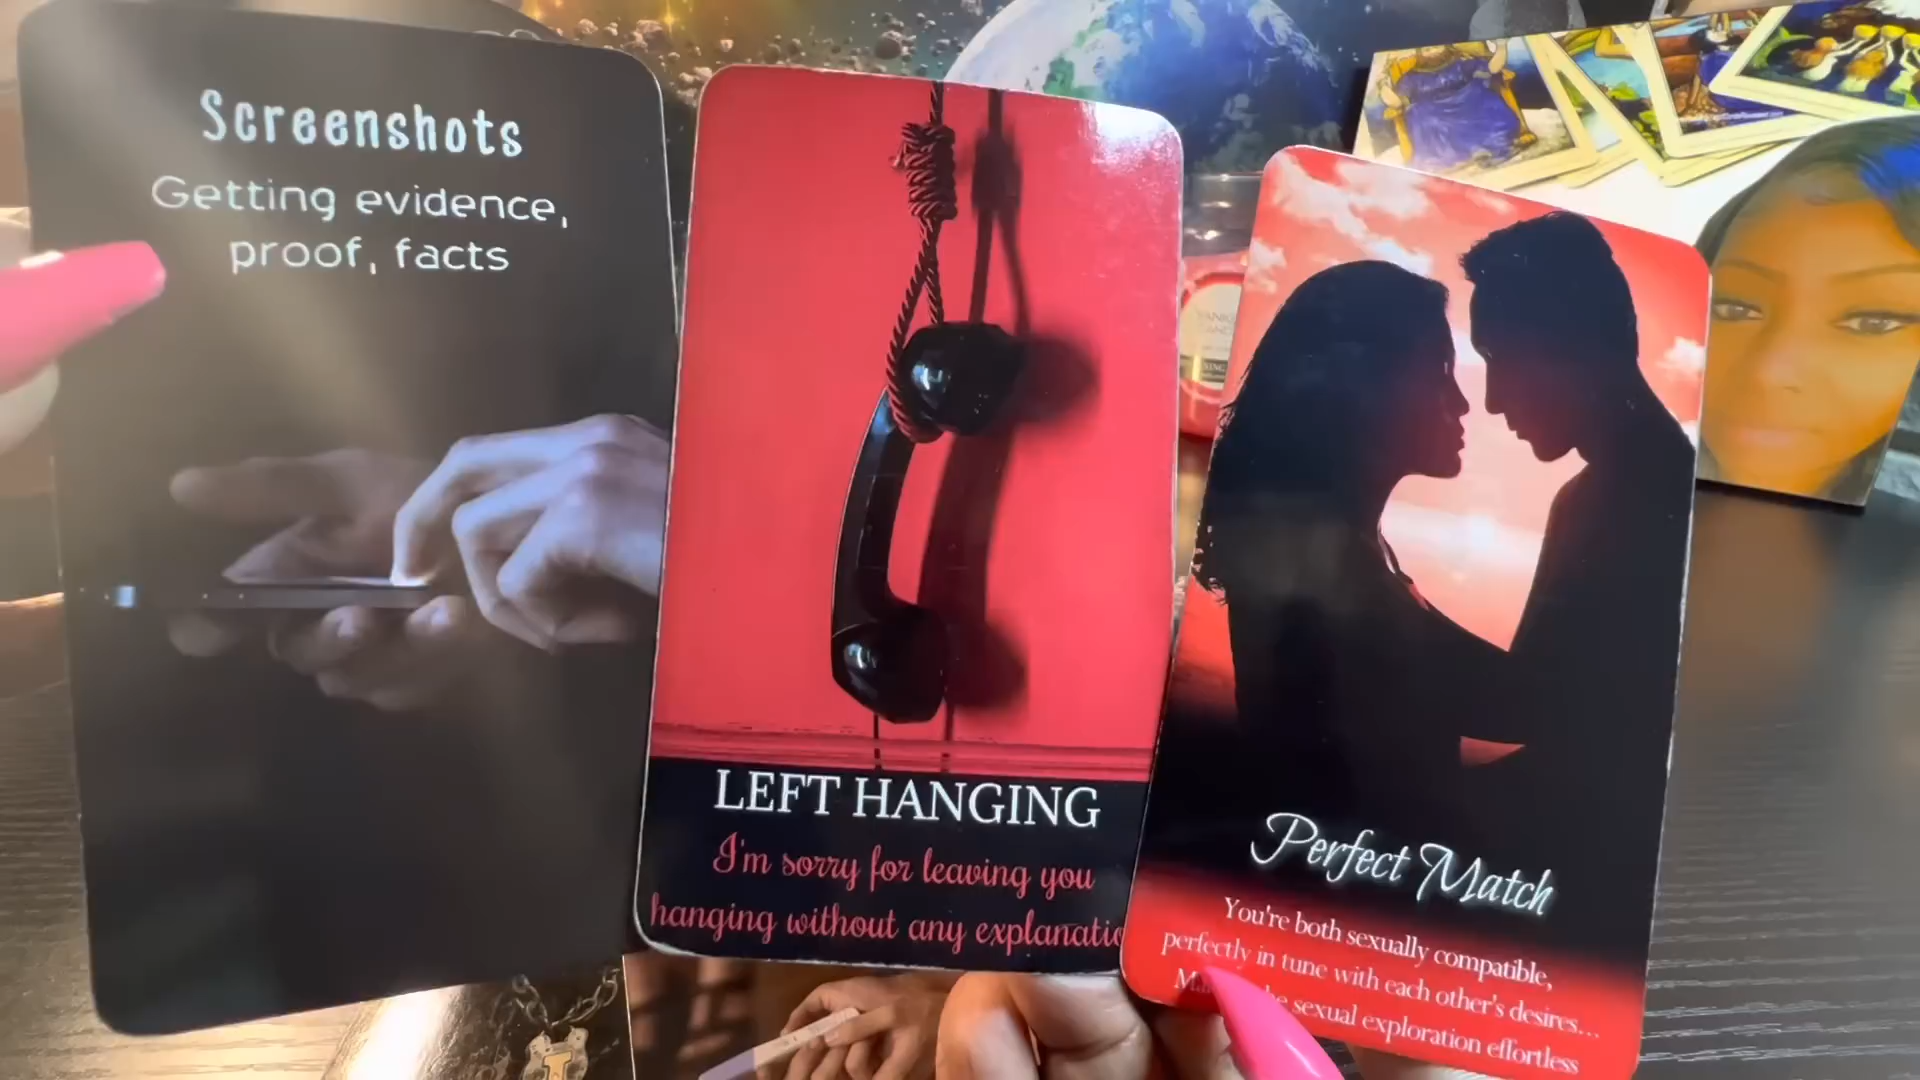 Screenshots
Getting evidence,
proof, facts
LEFT HANGING
I'm sorry for leaving you
hanging without any
Perfect Match
You're both sexually compatible,
perfectly in tune with each other's desires...
sexual exploration effortless